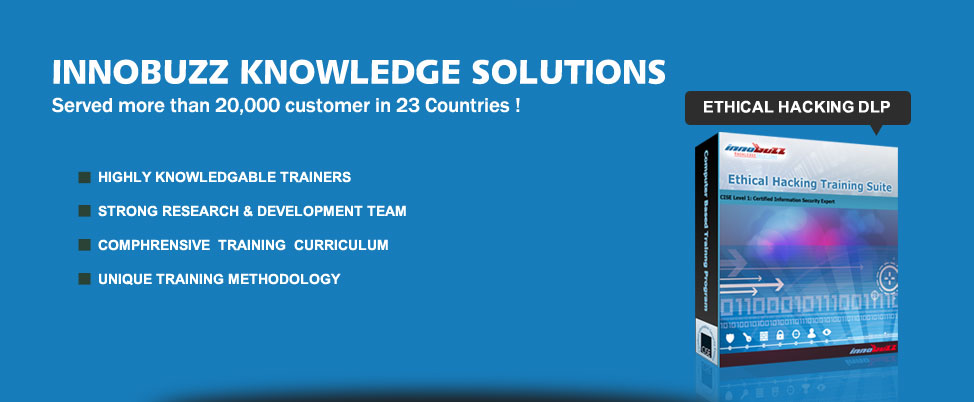 INNOBUZZ KNOWLEDGE SOLUTIONS
Served more than 20,000 customer in 23 Countries !
HIGHLY KNOWLEDGABLE TRAINERS
STRONG RESEARCH & DEVELOPMENT TEAM
COMPHRENSIVE TRAINING CURRICULUM
UNIQUE TRAINING METHODOLOGY
ETHICAL HACKING DLP
innobuzz
Ethical Hacking Training Suite
CISE Level 1: Certified Information Security Expert
Computer Based Training Program
CISE
innobuzz